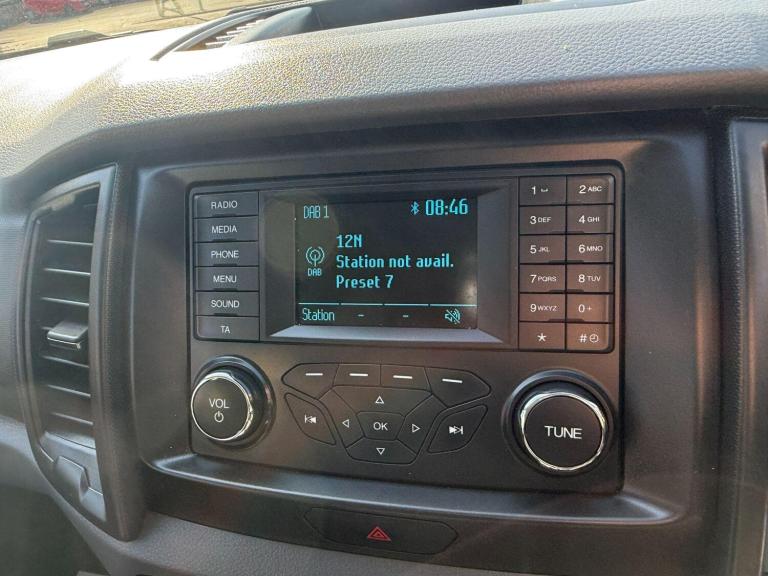 RADIO
MEDIA
PHONE
MENU
SOUND
TA
DAB 1 08:46
12N
Station not avail.
Preset 7
DAB
Station - -
1 2 ABC
3 DEF 4 GHI
5 JKL 6 MNO
7 PQRS 8 TUV
9 WXYZ 0 +
* #
VOL
OK
TUNE